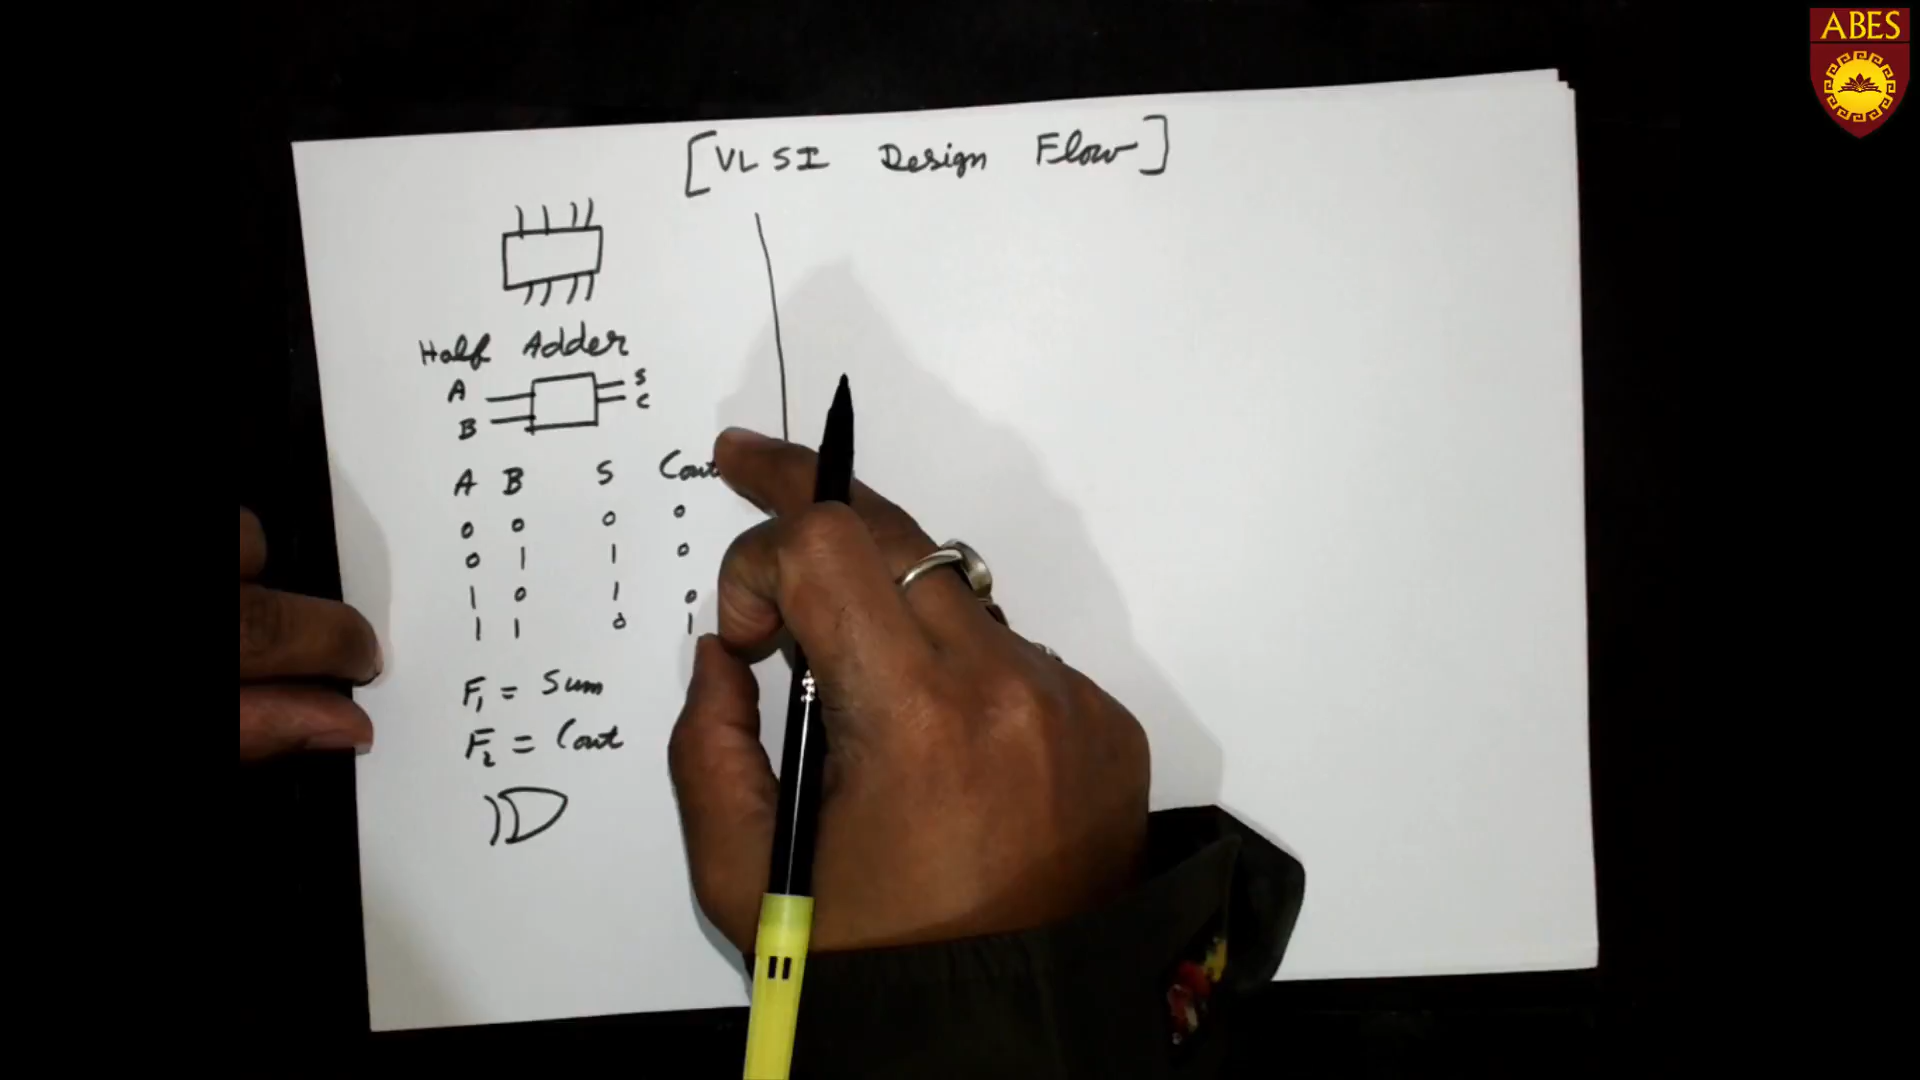 ABES
[VLSI Design Flow]
Half Adder
A S
B C
A B S Cout
0 0 0 0
0 1 1 0
1 0 1 0
1 1 0 1
F1 = Sum
F2 = Cout